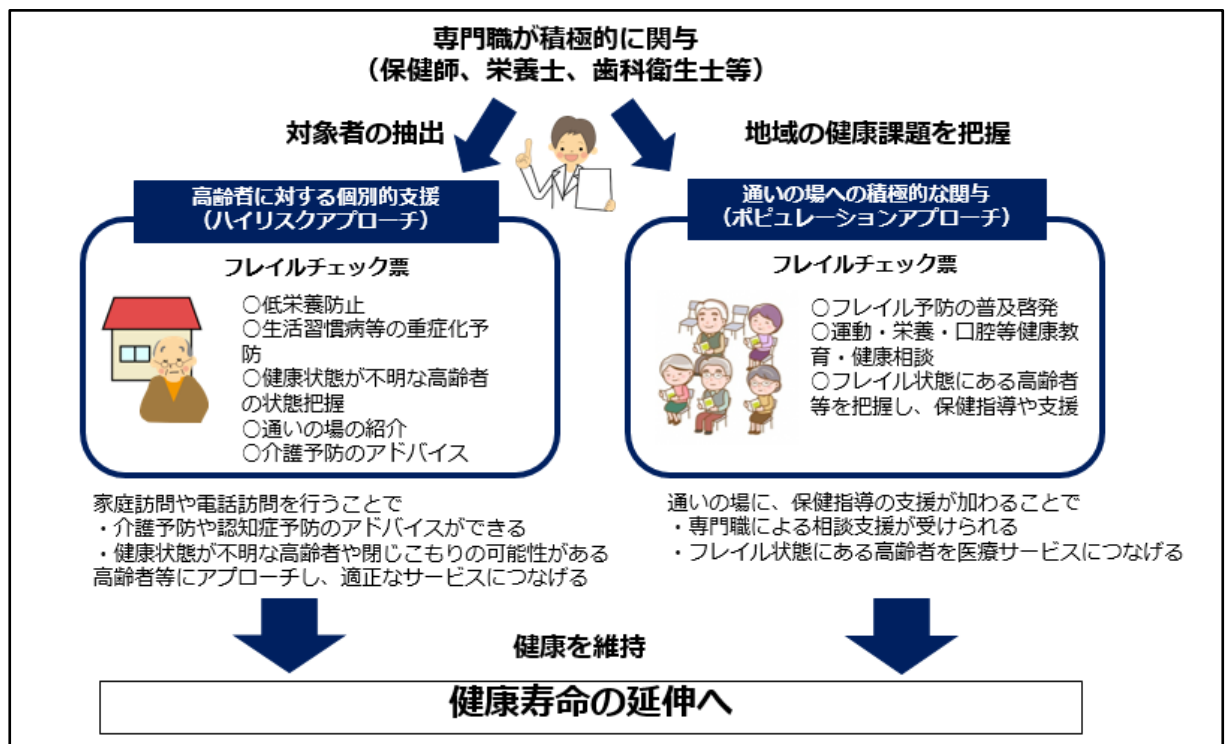 専門職が積極的に関与
（保健師、栄養士、歯科衛生士等）
対象者の抽出
地域の健康課題を把握
高齢者に対する個別的支援
（ハイリスクアプローチ）
フレイルチェック票
○低栄養防止
○生活習慣病等の重症化予
防
○健康状態が不明な高齢者
の状態把握
○通いの場の紹介
○介護予防のアドバイス
通いの場への積極的な関与
（ポピュレーションアプローチ）
フレイルチェック票
○フレイル予防の普及啓発
○運動・栄養・口腔等健康教
育・健康相談
○フレイル状態にある高齢者
等を把握し、保健指導や支援
家庭訪問や電話訪問を行うことで
・介護予防や認知症予防のアドバイスができる
・健康状態が不明な高齢者や閉じこもりの可能性がある
高齢者等にアプローチし、適正なサービスにつなげる
通いの場に、保健指導の支援が加わることで
・専門職による相談支援が受けられる
・フレイル状態にある高齢者を医療サービスにつなげる
健康を維持
健康寿命の延伸へ